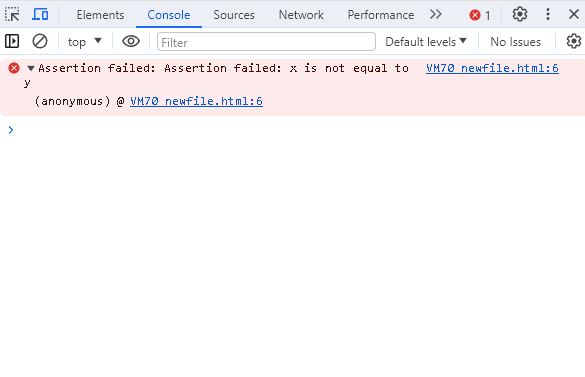 Elements Console Sources Network Performance 1
top Filter Default levels No Issues
Assertion failed: Assertion failed: x is not equal to VM70 newfile.html:6
y
(anonymous) @ VM70 newfile.html:6